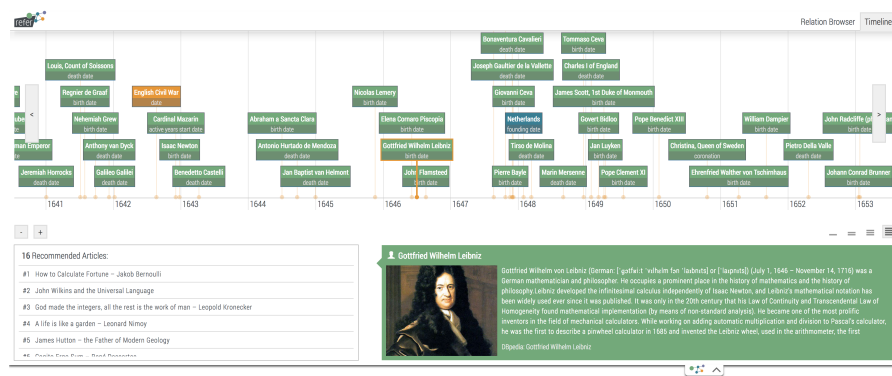 refer
Relation Browser
Timeline
Bonaventura Cavalieri
death date
Tommaso Ceva
birth date
Louis, Count of Soissons
death date
Joseph Gaultier de la Vallette
death date
Charles I of England
death date
Regnier de Graaf
birth date
English Civil War
date
Nicolas Lemery
birth date
Giovanni Ceva
birth date
James Scott, 1st Duke of Monmouth
birth date
<
>
Nehemiah Grew
birth date
Cardinal Mazarin
active years start date
Abraham a Sancta Clara
birth date
Elena Cornaro Piscopia
birth date
Netherlands
founding date
Govert Bidloo
birth date
Pope Benedict XIII
birth date
William Dampier
birth date
John Radcliffe
birth date
man Emperor
birth date
Anthony van Dyck
death date
Isaac Newton
birth date
Antonio Hurtado de Mendoza
death date
Gottfried Wilhelm Leibniz
birth date
Tirso de Molina
death date
Jan Luyken
birth date
Christina, Queen of Sweden
coronation
Pietro Della Valle
death date
Jeremiah Horrocks
death date
Galileo Galilei
death date
Benedetto Castelli
death date
Jan Baptist van Helmont
death date
John Flamsteed
birth date
Pierre Bayle
birth date
Marin Mersenne
death date
Pope Clement XI
birth date
Ehrenfried Walther von Tschirnhaus
birth date
Johann Conrad Brunner
birth date
1641
1642
1643
1644
1645
1646
1647
1648
1649
1650
1651
1652
1653
-
+
16 Recommended Articles:
#1 How to Calculate Fortune – Jakob Bernoulli
#2 John Wilkins and the Universal Language
#3 God made the integers, all the rest is the work of man – Leopold Kronecker
#4 A life is like a garden – Leonard Nimoy
#5 James Hutton – the Father of Modern Geology
Gottfried Wilhelm Leibniz
Gottfried Wilhelm von Leibniz (German: [ˈɡɔtfʁiːt ˈvɪlhɛlm fɔn ˈlaɪbnɪts] or [ˈlaɪpnɪts]) (July 1, 1646 – November 14, 1716) was a
German mathematician and philosopher. He occupies a prominent place in the history of mathematics and the history of
philosophy.Leibniz developed the infinitesimal calculus independently of Isaac Newton, and Leibniz's mathematical notation has
been widely used ever since it was published. It was only in the 20th century that his Law of Continuity and Transcendental Law of
Homogeneity found mathematical implementation (by means of non-standard analysis). He became one of the most prolific
inventors in the field of mechanical calculators. While working on adding automatic multiplication and division to Pascal's calculator,
he was the first to describe a pinwheel calculator in 1685 and invented the Leibniz wheel, used in the arithmometer, the first
DBpedia: Gottfried Wilhelm Leibniz